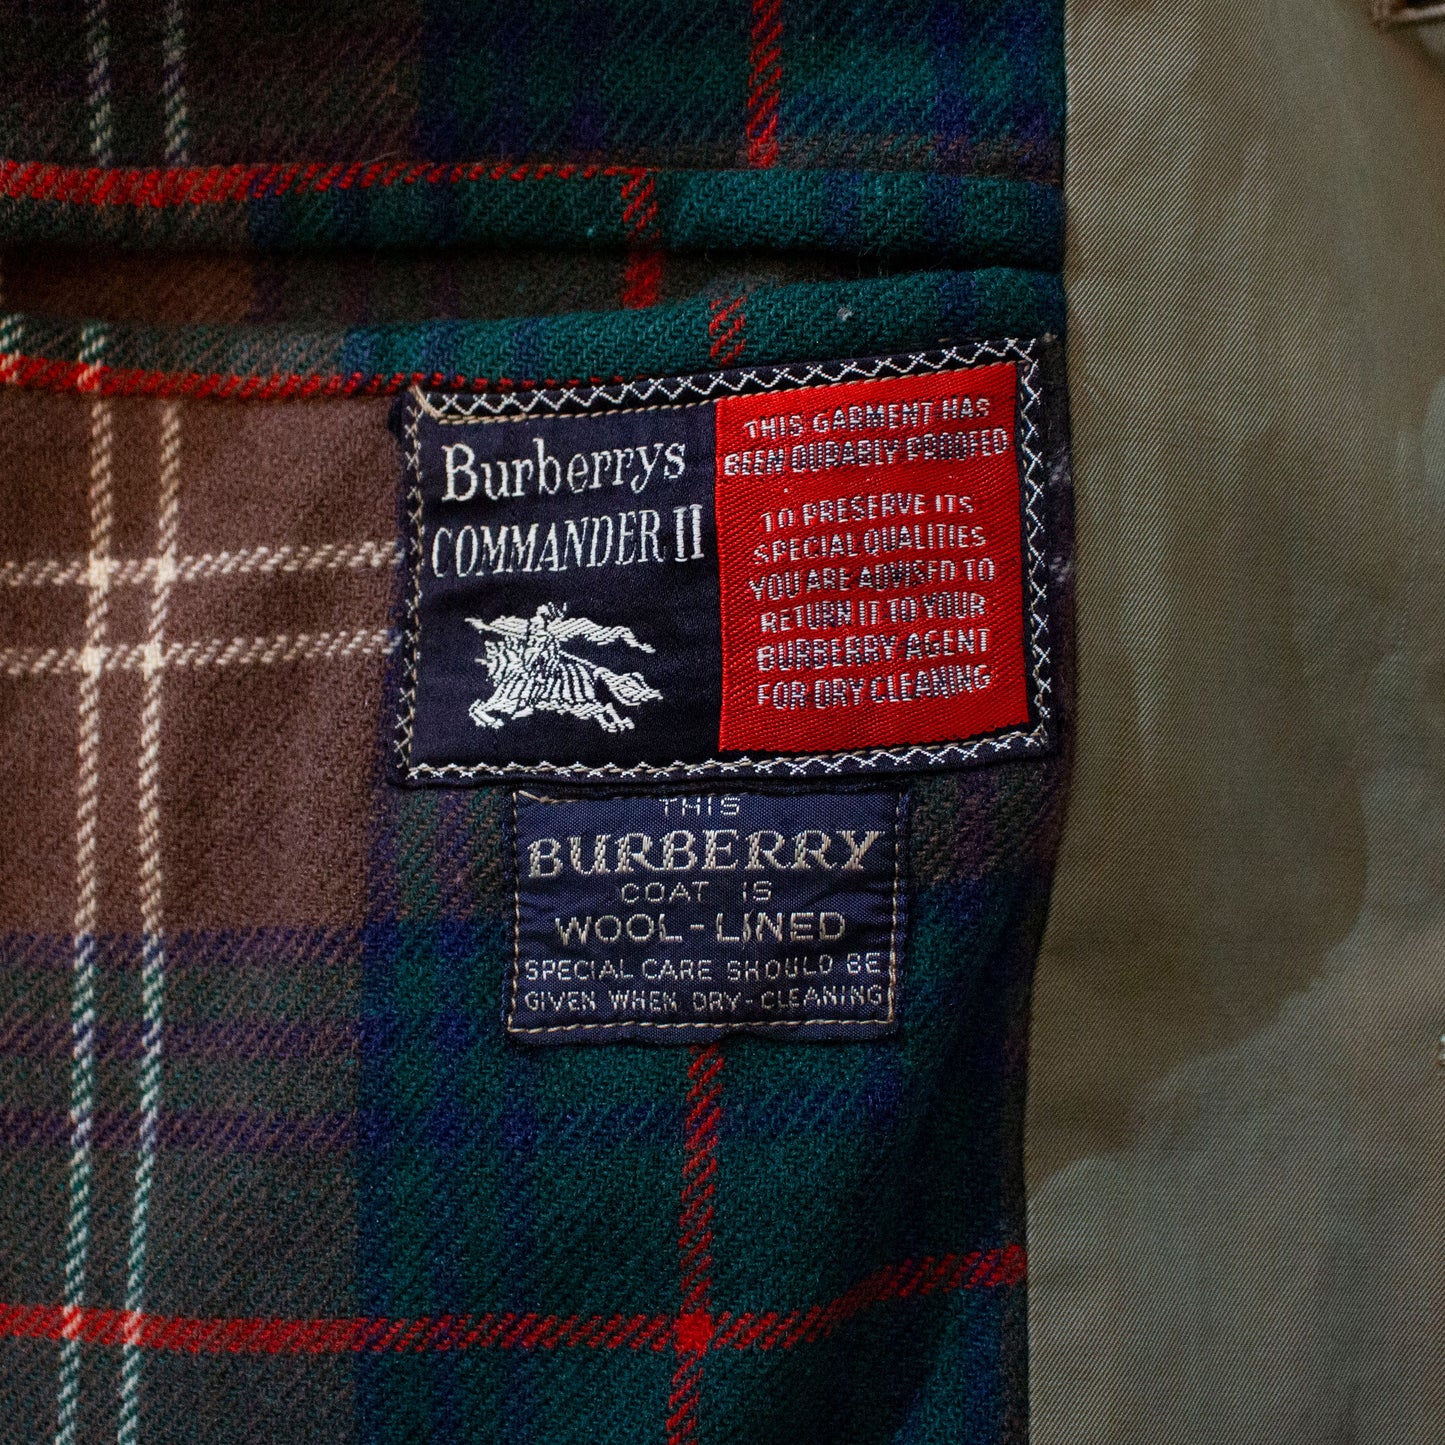 Burberrys
COMMANDER II
THIS GARMENT HAS
BEEN DURABLY PROOFED
TO PRESERVE ITS
SPECIAL QUALITIES
YOU ARE ADVISED TO
RETURN IT TO YOUR
BURBERRY AGENT
FOR DRY CLEANING
THIS
BURBERRY
COAT IS
WOOL-LINED
SPECIAL CARE SHOULD BE
GIVEN WHEN DRY-CLEANING